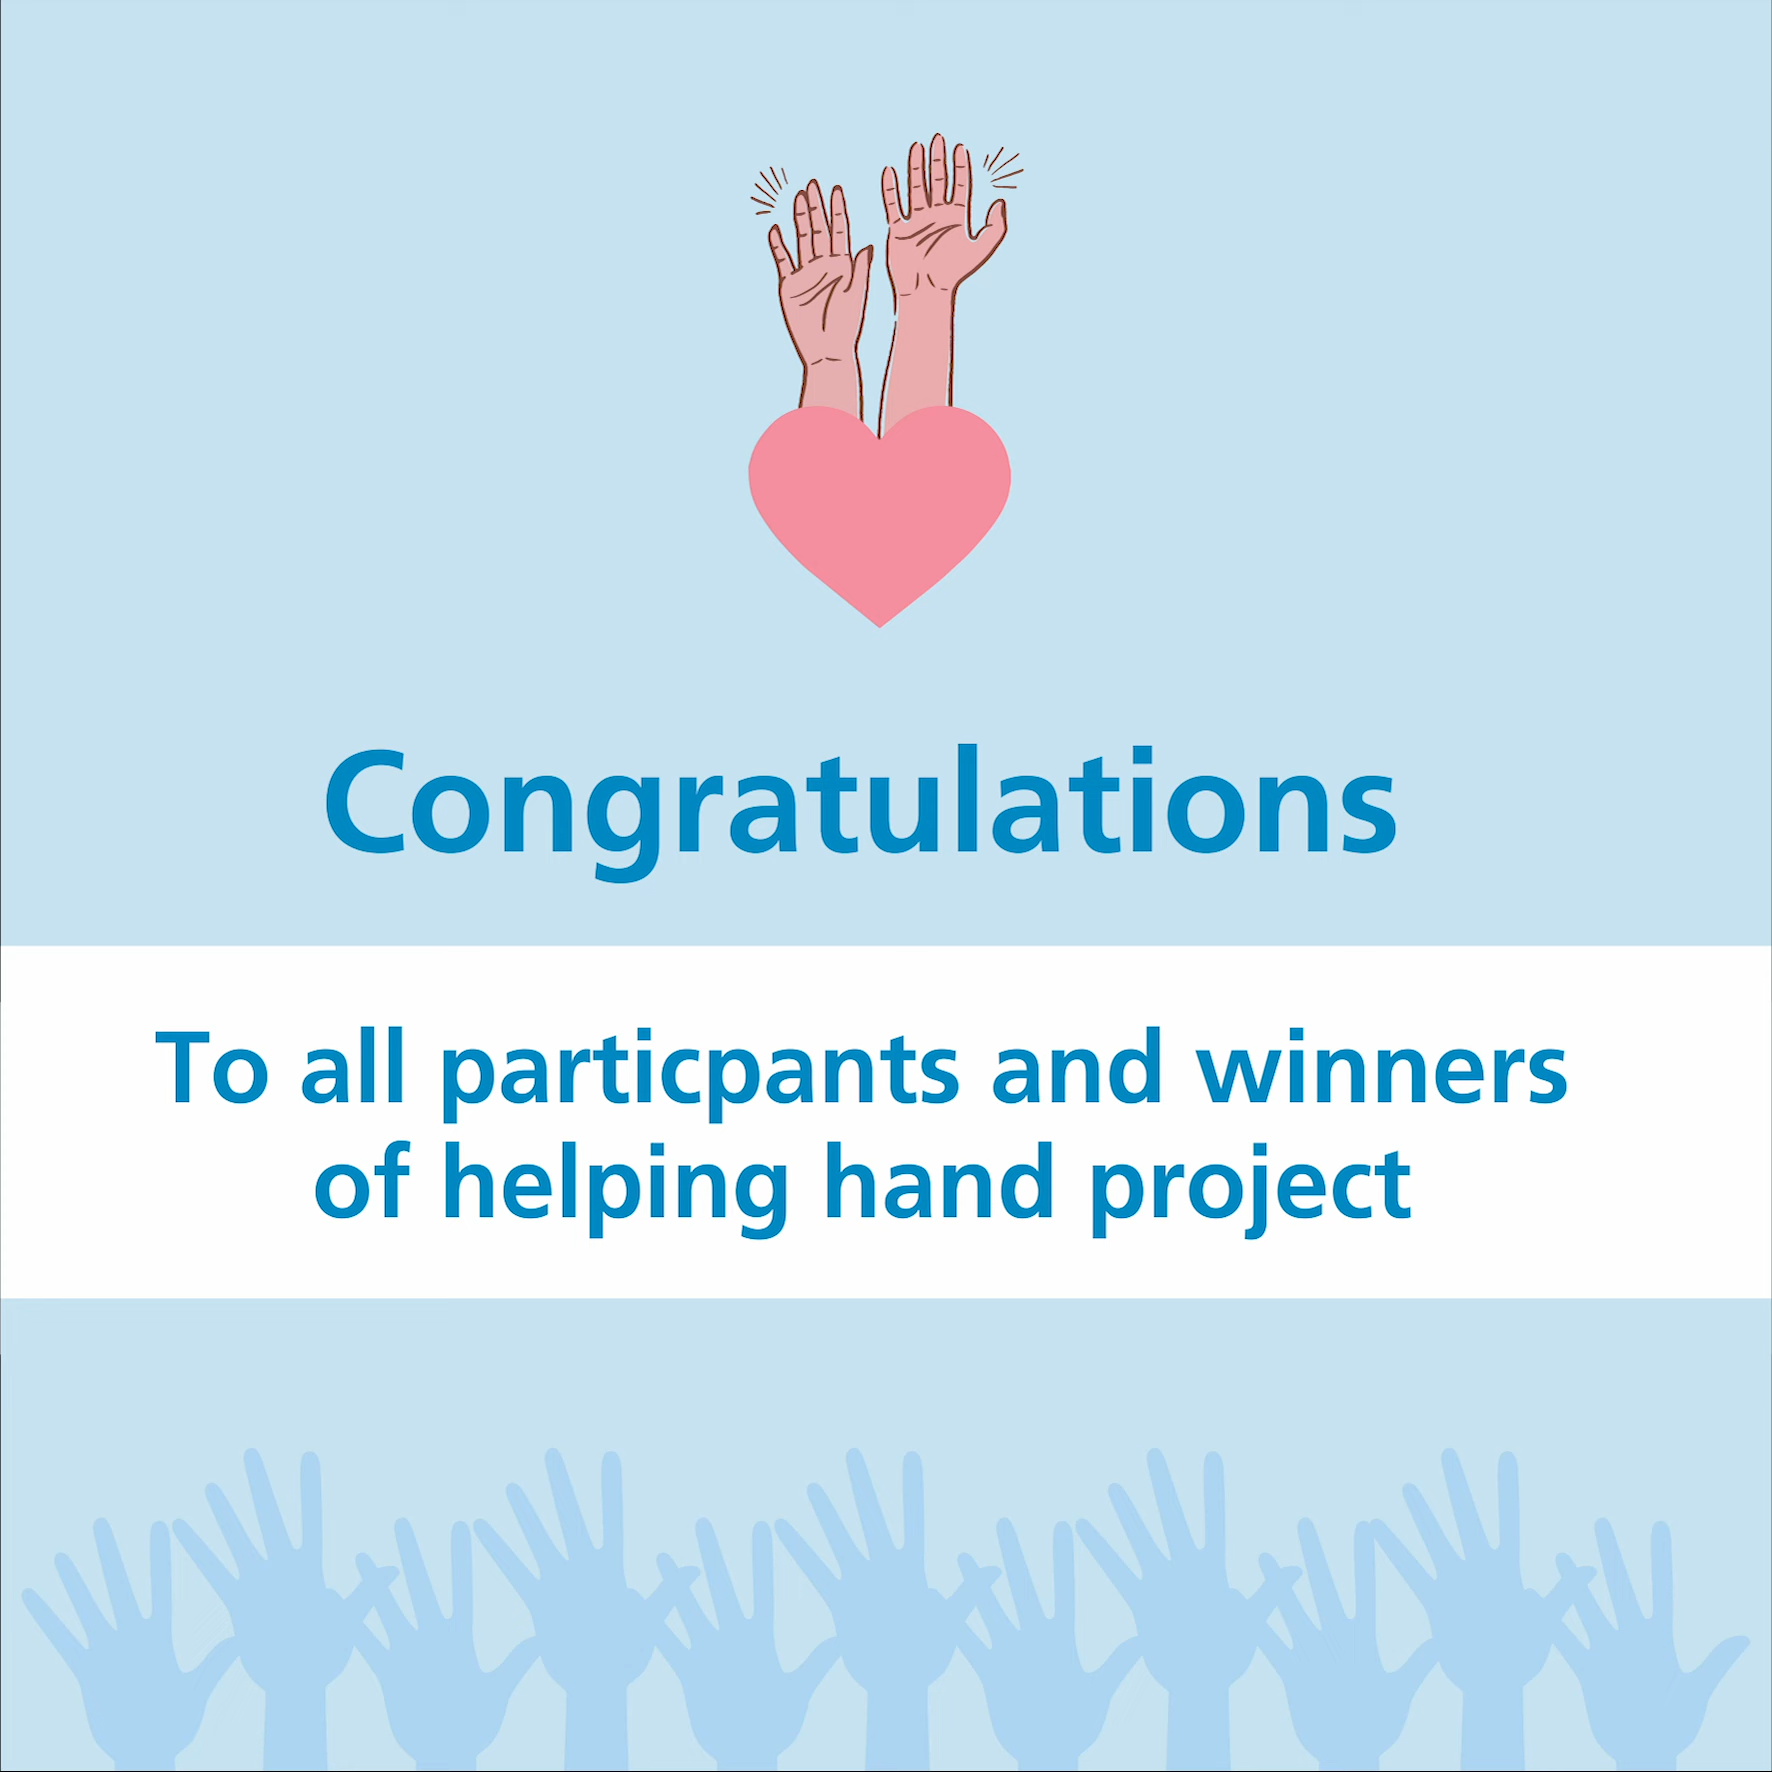 Congratulations
To all particpants and winners
of helping hand project